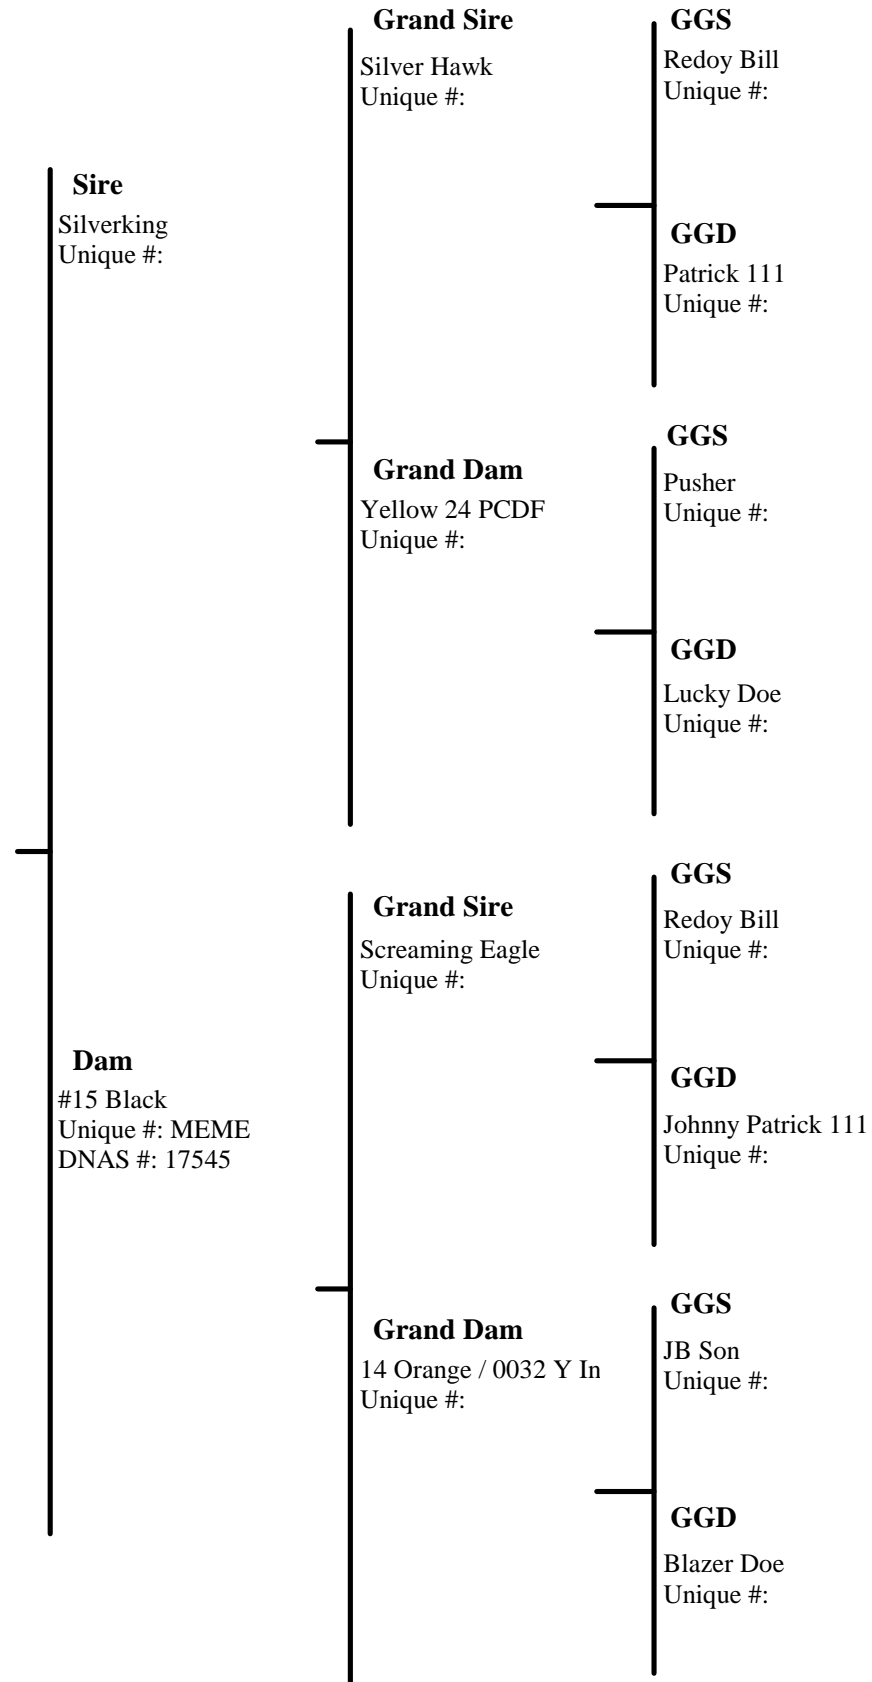 Sire
Silverking
Unique #:
Dam
#15 Black
Unique #: MEME
DNAS #: 17545
Grand Sire
Silver Hawk
Unique #:
Grand Dam
Yellow 24 PCDF
Unique #:
Grand Sire
Screaming Eagle
Unique #:
Grand Dam
14 Orange / 0032 Y In
Unique #:
GGS
Redoy Bill
Unique #:
GGD
Patrick 111
Unique #:
GGS
Pusher
Unique #:
GGD
Lucky Doe
Unique #:
GGS
Redoy Bill
Unique #:
GGD
Johnny Patrick 111
Unique #:
GGS
JB Son
Unique #:
GGD
Blazer Doe
Unique #: